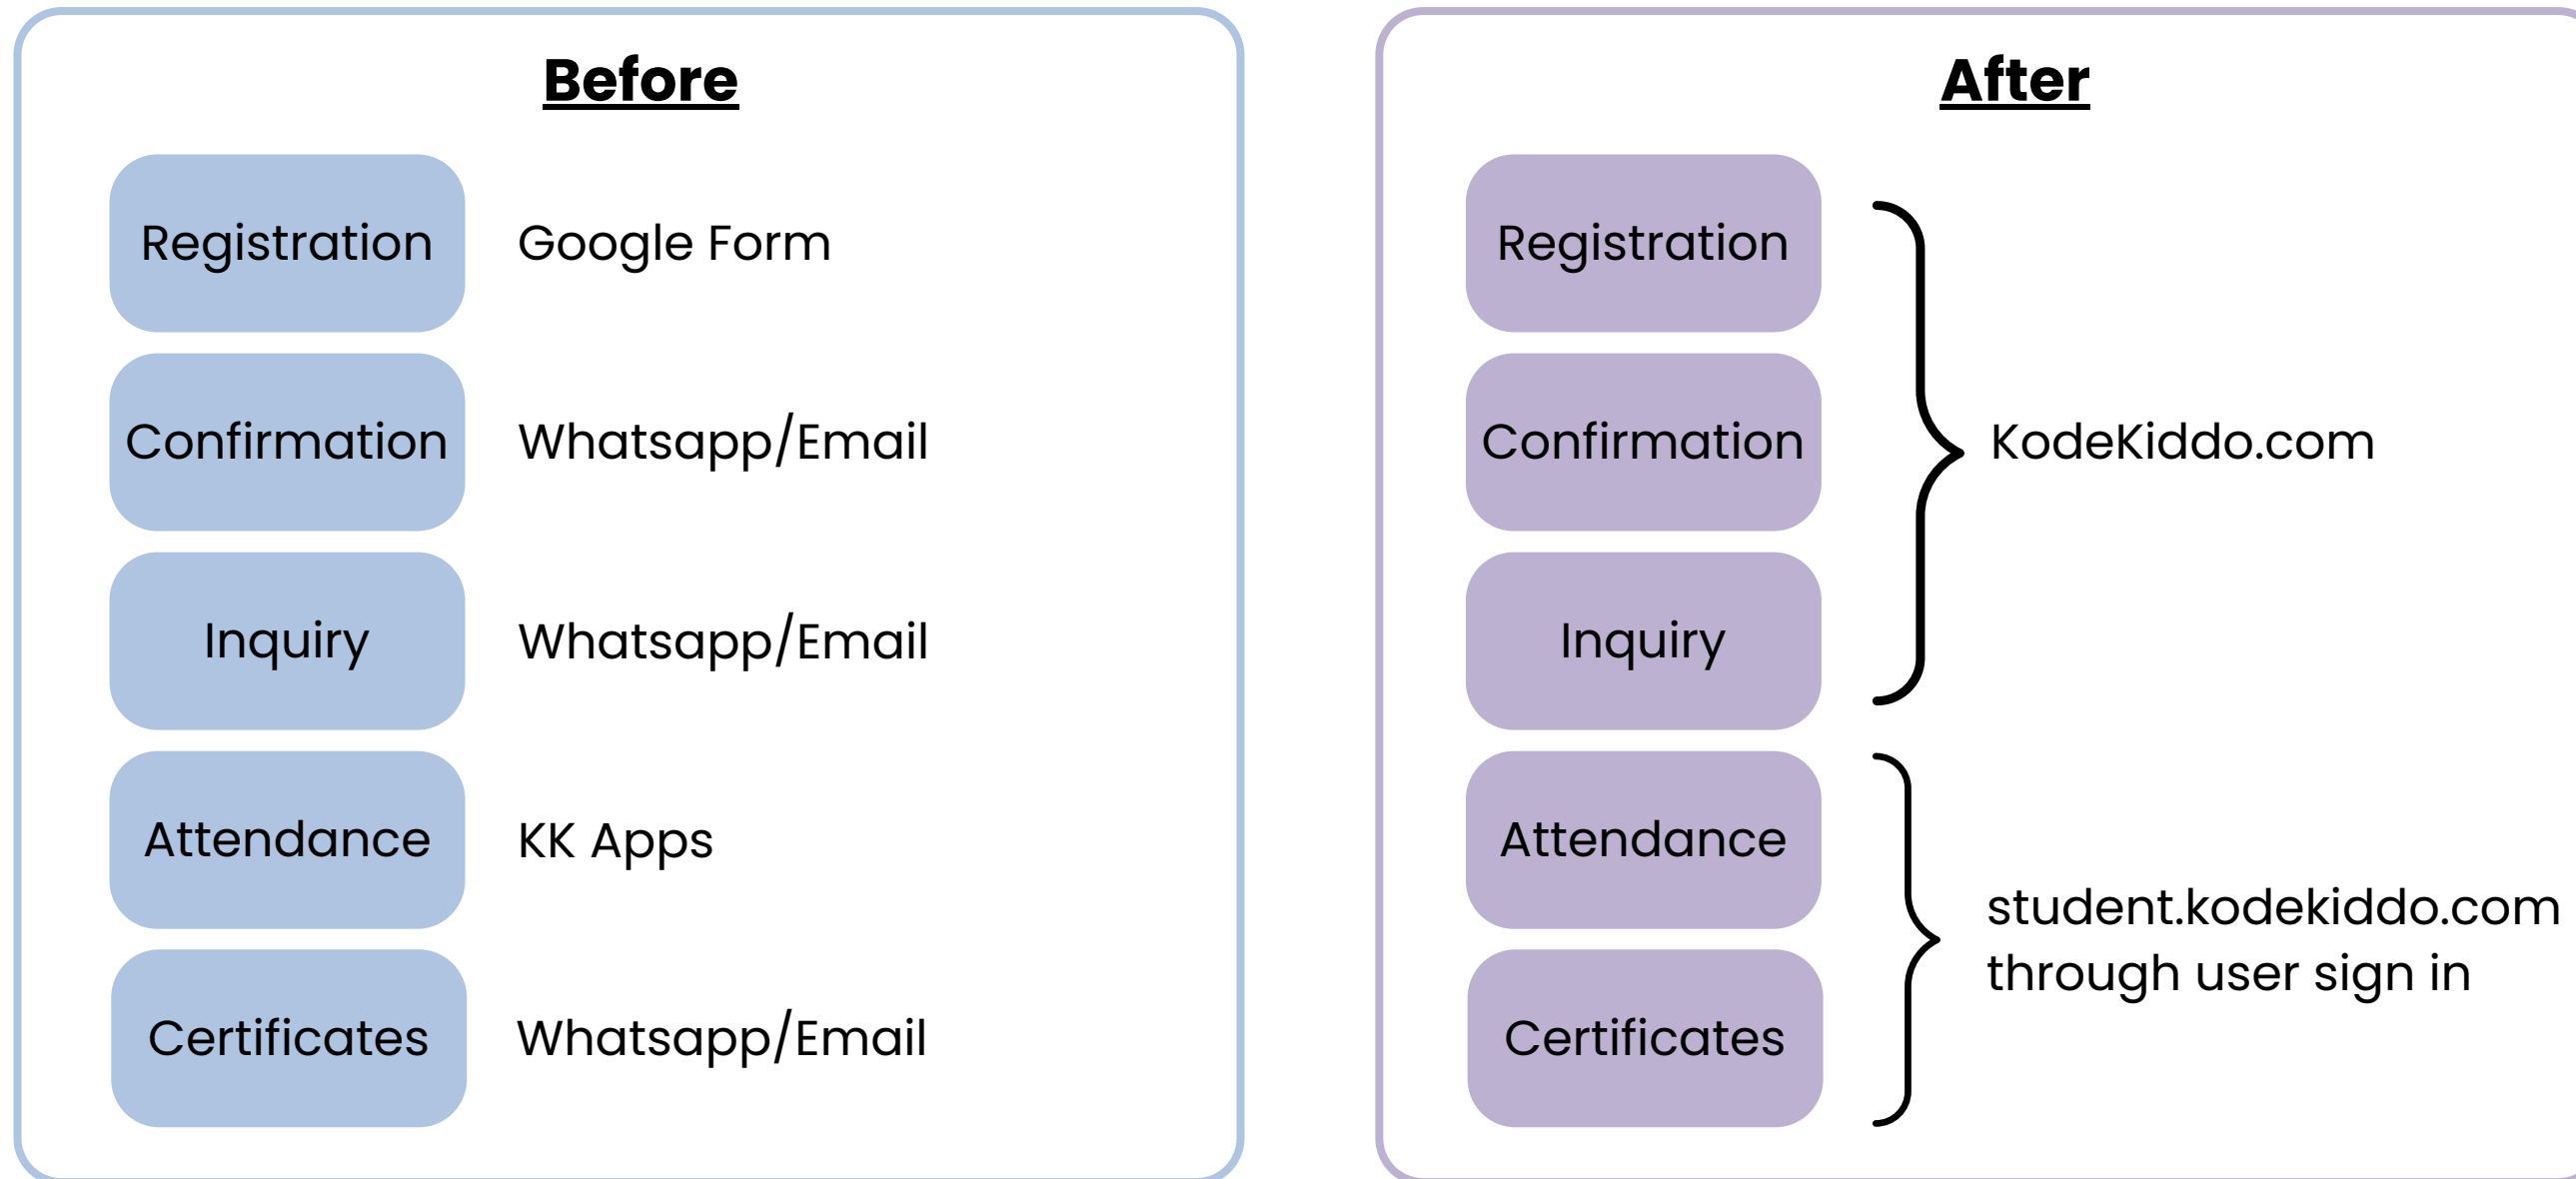 Before
Registration
Google Form
Confirmation
Whatsapp/Email
Inquiry
Whatsapp/Email
Attendance
KK Apps
Certificates
Whatsapp/Email
After
Registration
Confirmation
Inquiry
KodeKiddo.com
Attendance
Certificates
student.kodekiddo.com
through user sign in